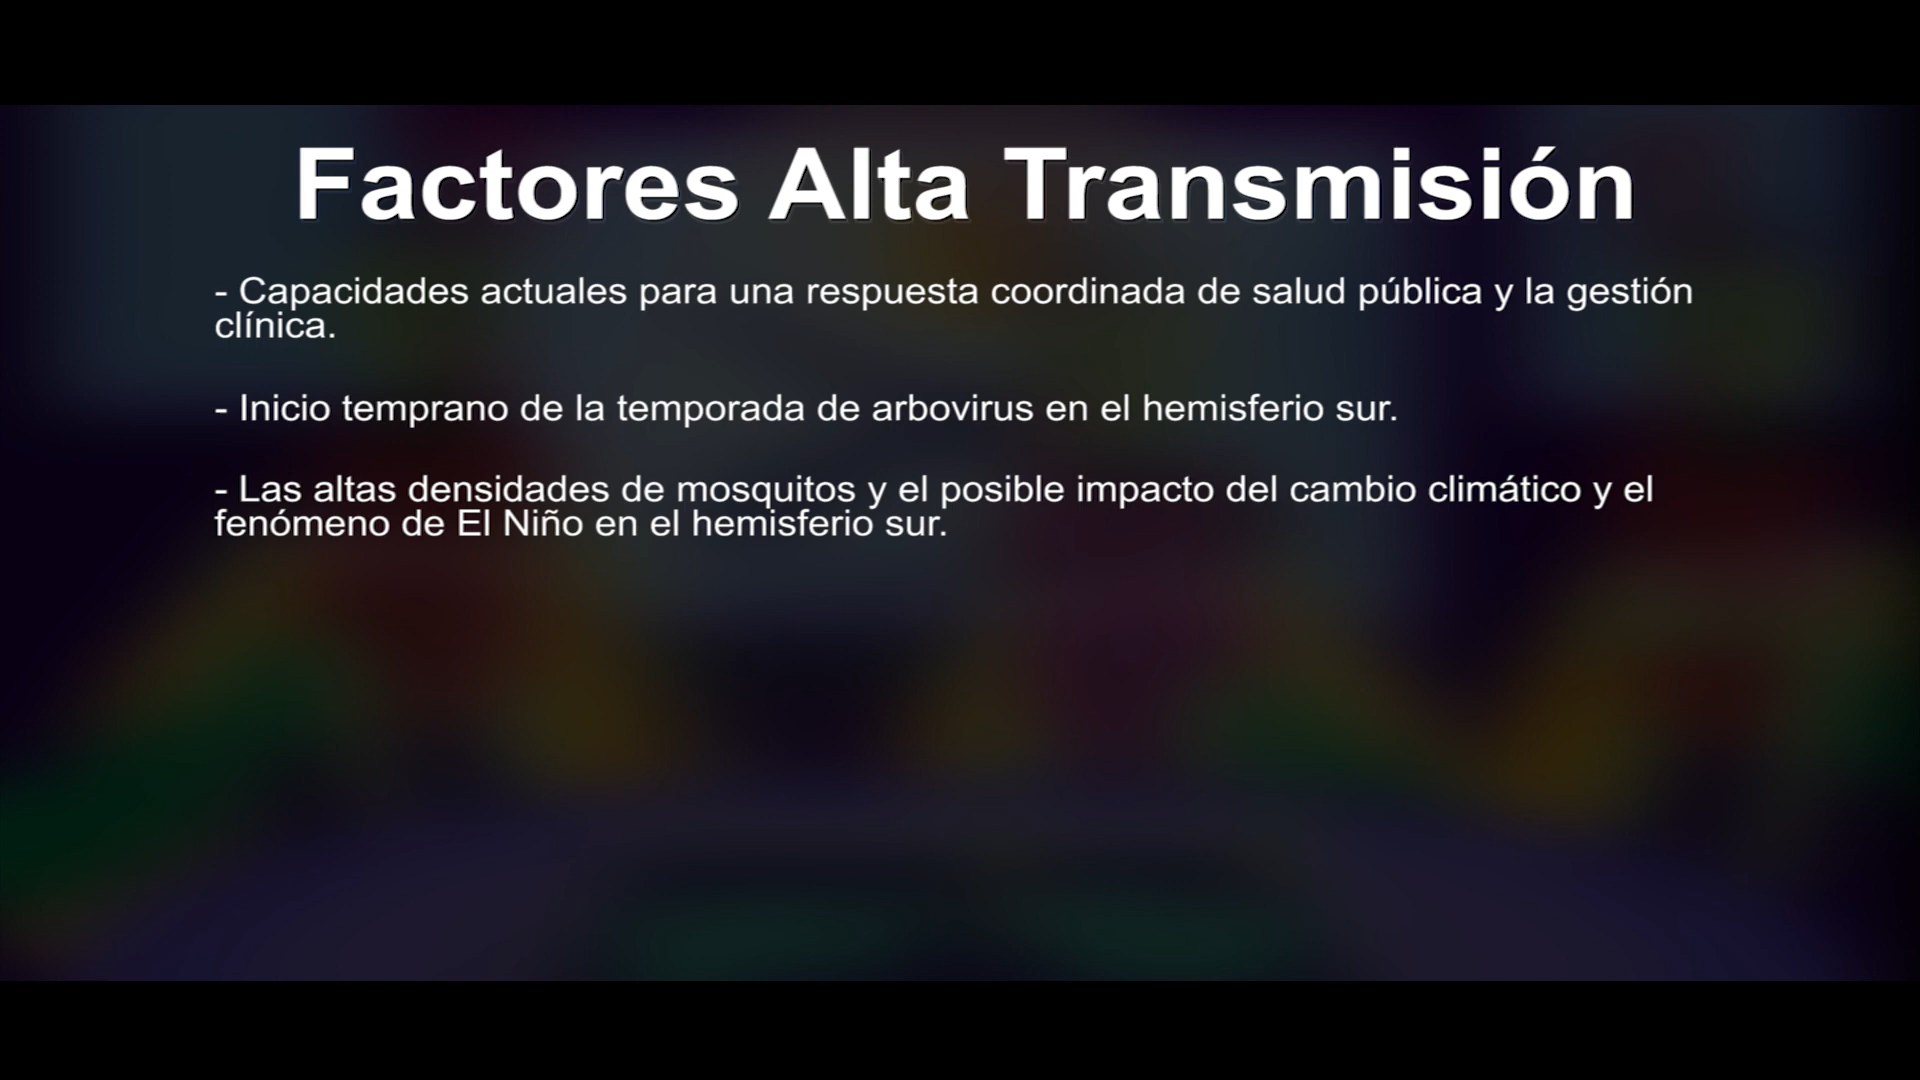 Factores Alta Transmisión
- Capacidades actuales para una respuesta coordinada de salud pública y la gestión
clínica.
- Inicio temprano de la temporada de arbovirus en el hemisferio sur.
- Las altas densidades de mosquitos y el posible impacto del cambio climático y el
fenómeno de El Niño en el hemisferio sur.